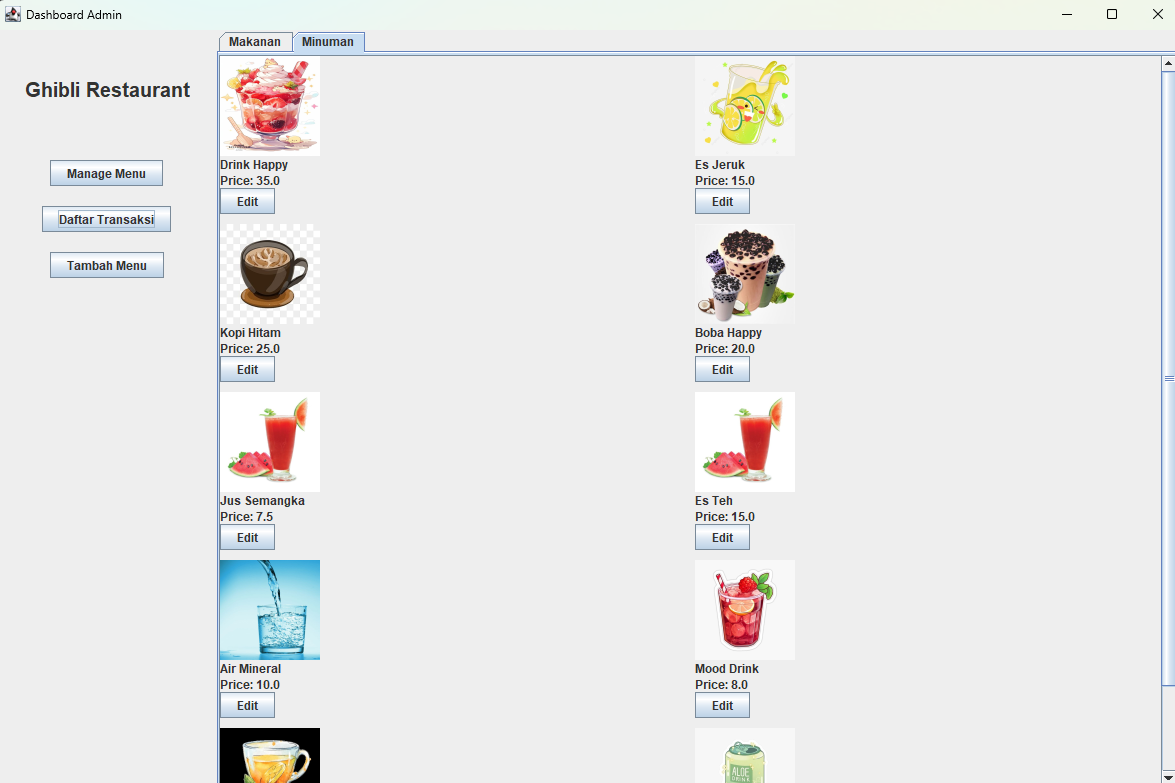 Dashboard Admin
Makanan Minuman
Ghibli Restaurant
Manage Menu
Daftar Transaksi
Tambah Menu
Drink Happy
Price: 35.0
Edit
Es Jeruk
Price: 15.0
Edit
Kopi Hitam
Price: 25.0
Edit
Boba Happy
Price: 20.0
Edit
Jus Semangka
Price: 7.5
Edit
Es Teh
Price: 15.0
Edit
Air Mineral
Price: 10.0
Edit
Mood Drink
Price: 8.0
Edit
ALOE
DRINK